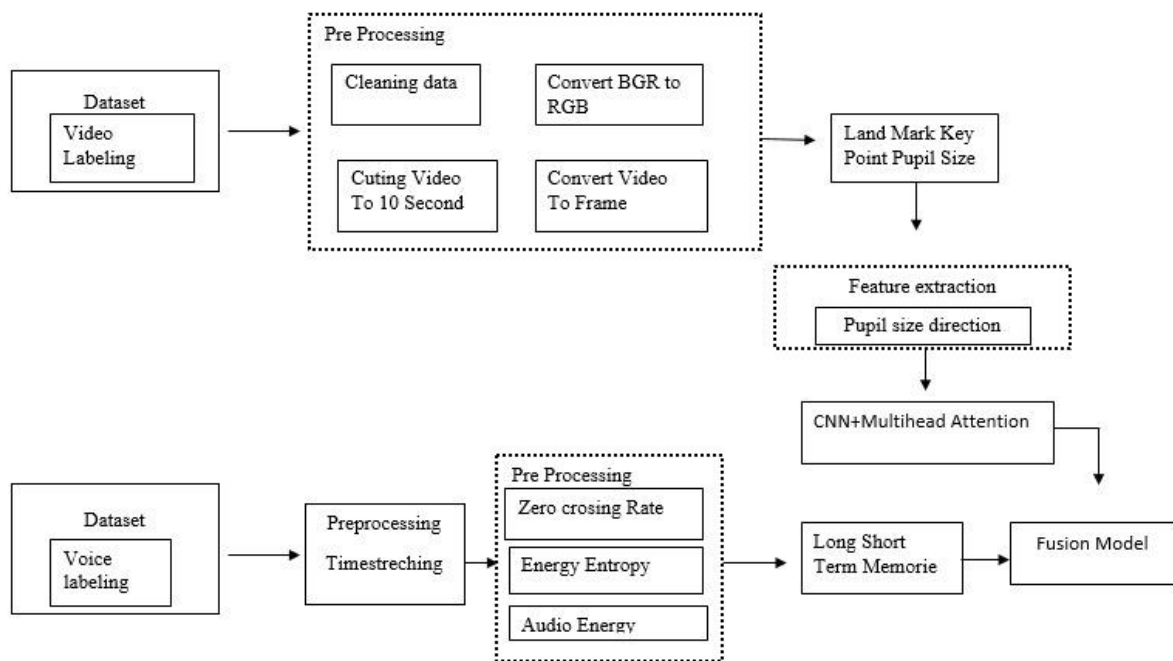 Pre Processing
Cleaning data
Convert BGR to
RGB
Dataset
Video
Labeling
Cuting Video
To 10 Second
Convert Video
To Frame
Land Mark Key
Point Pupil Size
Feature extraction
Pupil size direction
CNN+Multihead Attention
Dataset
Voice
labeling
Preprocessing
Timestreching
Pre Processing
Zero crosing Rate
Energy Entropy
Audio Energy
Long Short
Term Memorie
Fusion Model